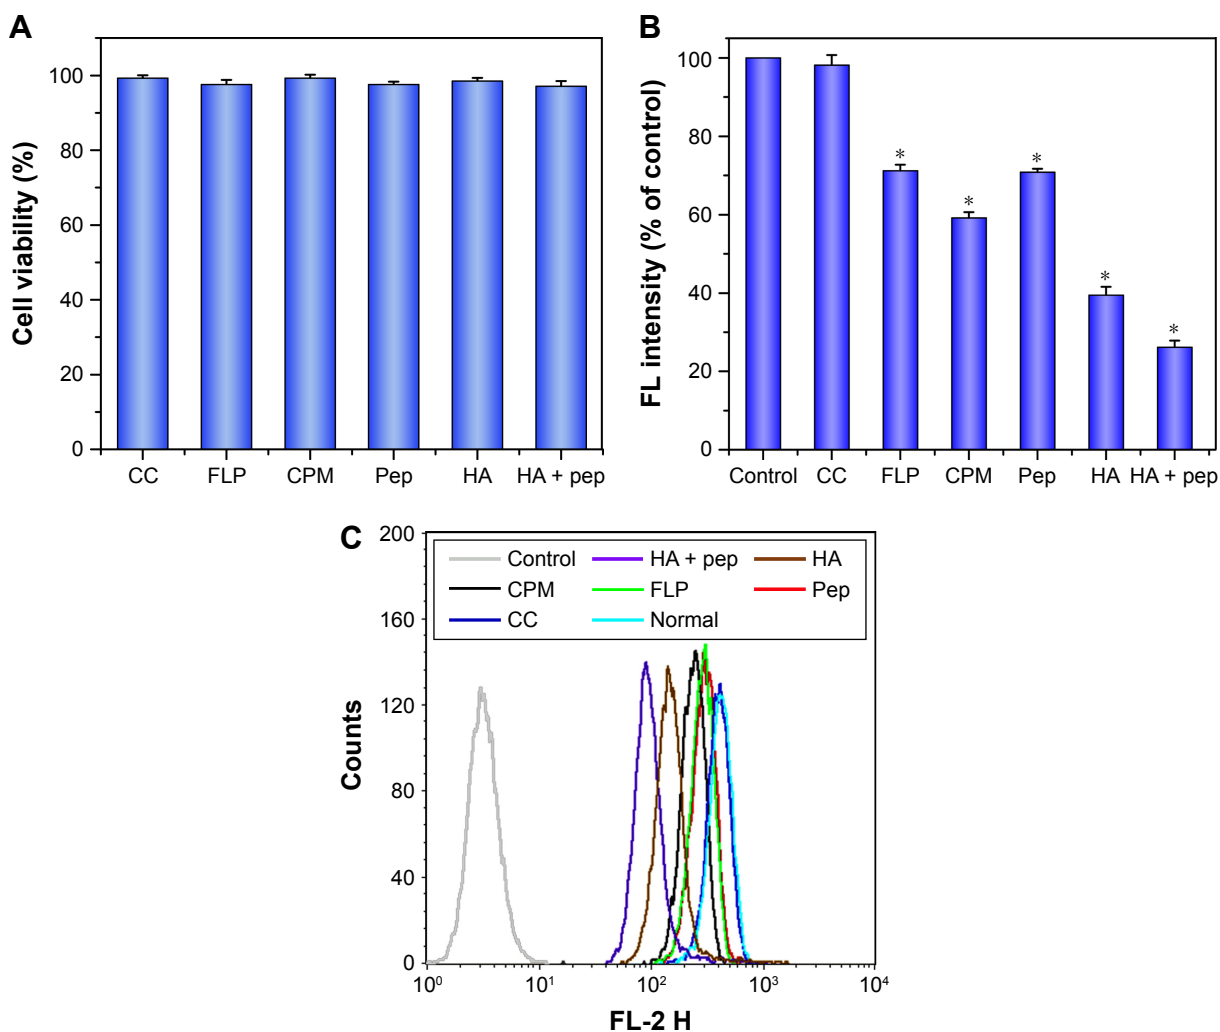 A
Cell viability (%)
100
80
60
40
20
0
CC FLP CPM Pep HA HA + pep
B
FL intensity (% of control)
100
80
60
40
20
0
* * * * *
Control CC FLP CPM Pep HA HA + pep
C
Counts
200
160
120
80
40
0
Control HA + pep HA
CPM FLP Pep
CC Normal
10⁰ 10¹ 10² 10³ 10⁴
FL-2 H